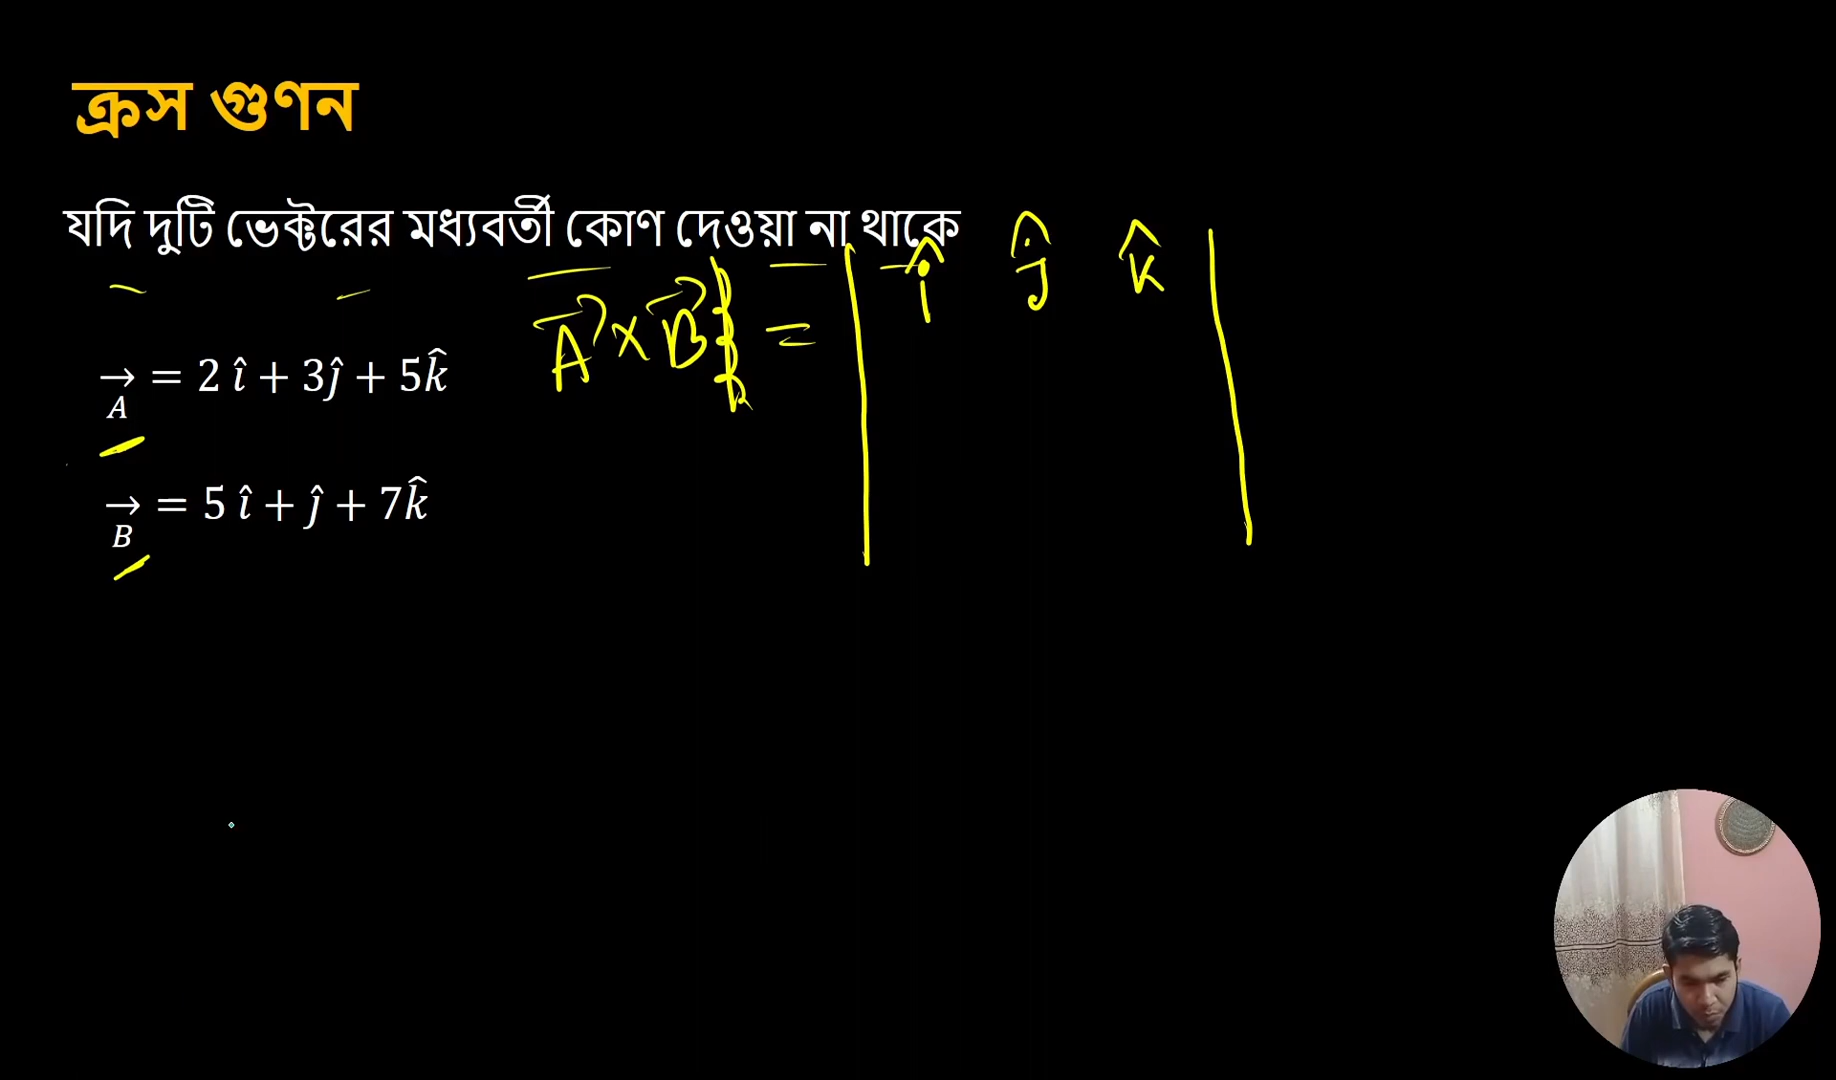 ক্রস গুণন
যদি দুটি ভেক্টরের মধ্যবর্তী কোণ দেওয়া না থাকে
î ĵ k̂
A⃗ × B⃗ =
→ = 2 î + 3ĵ + 5k̂
A
→ = 5 î + ĵ + 7k̂
B